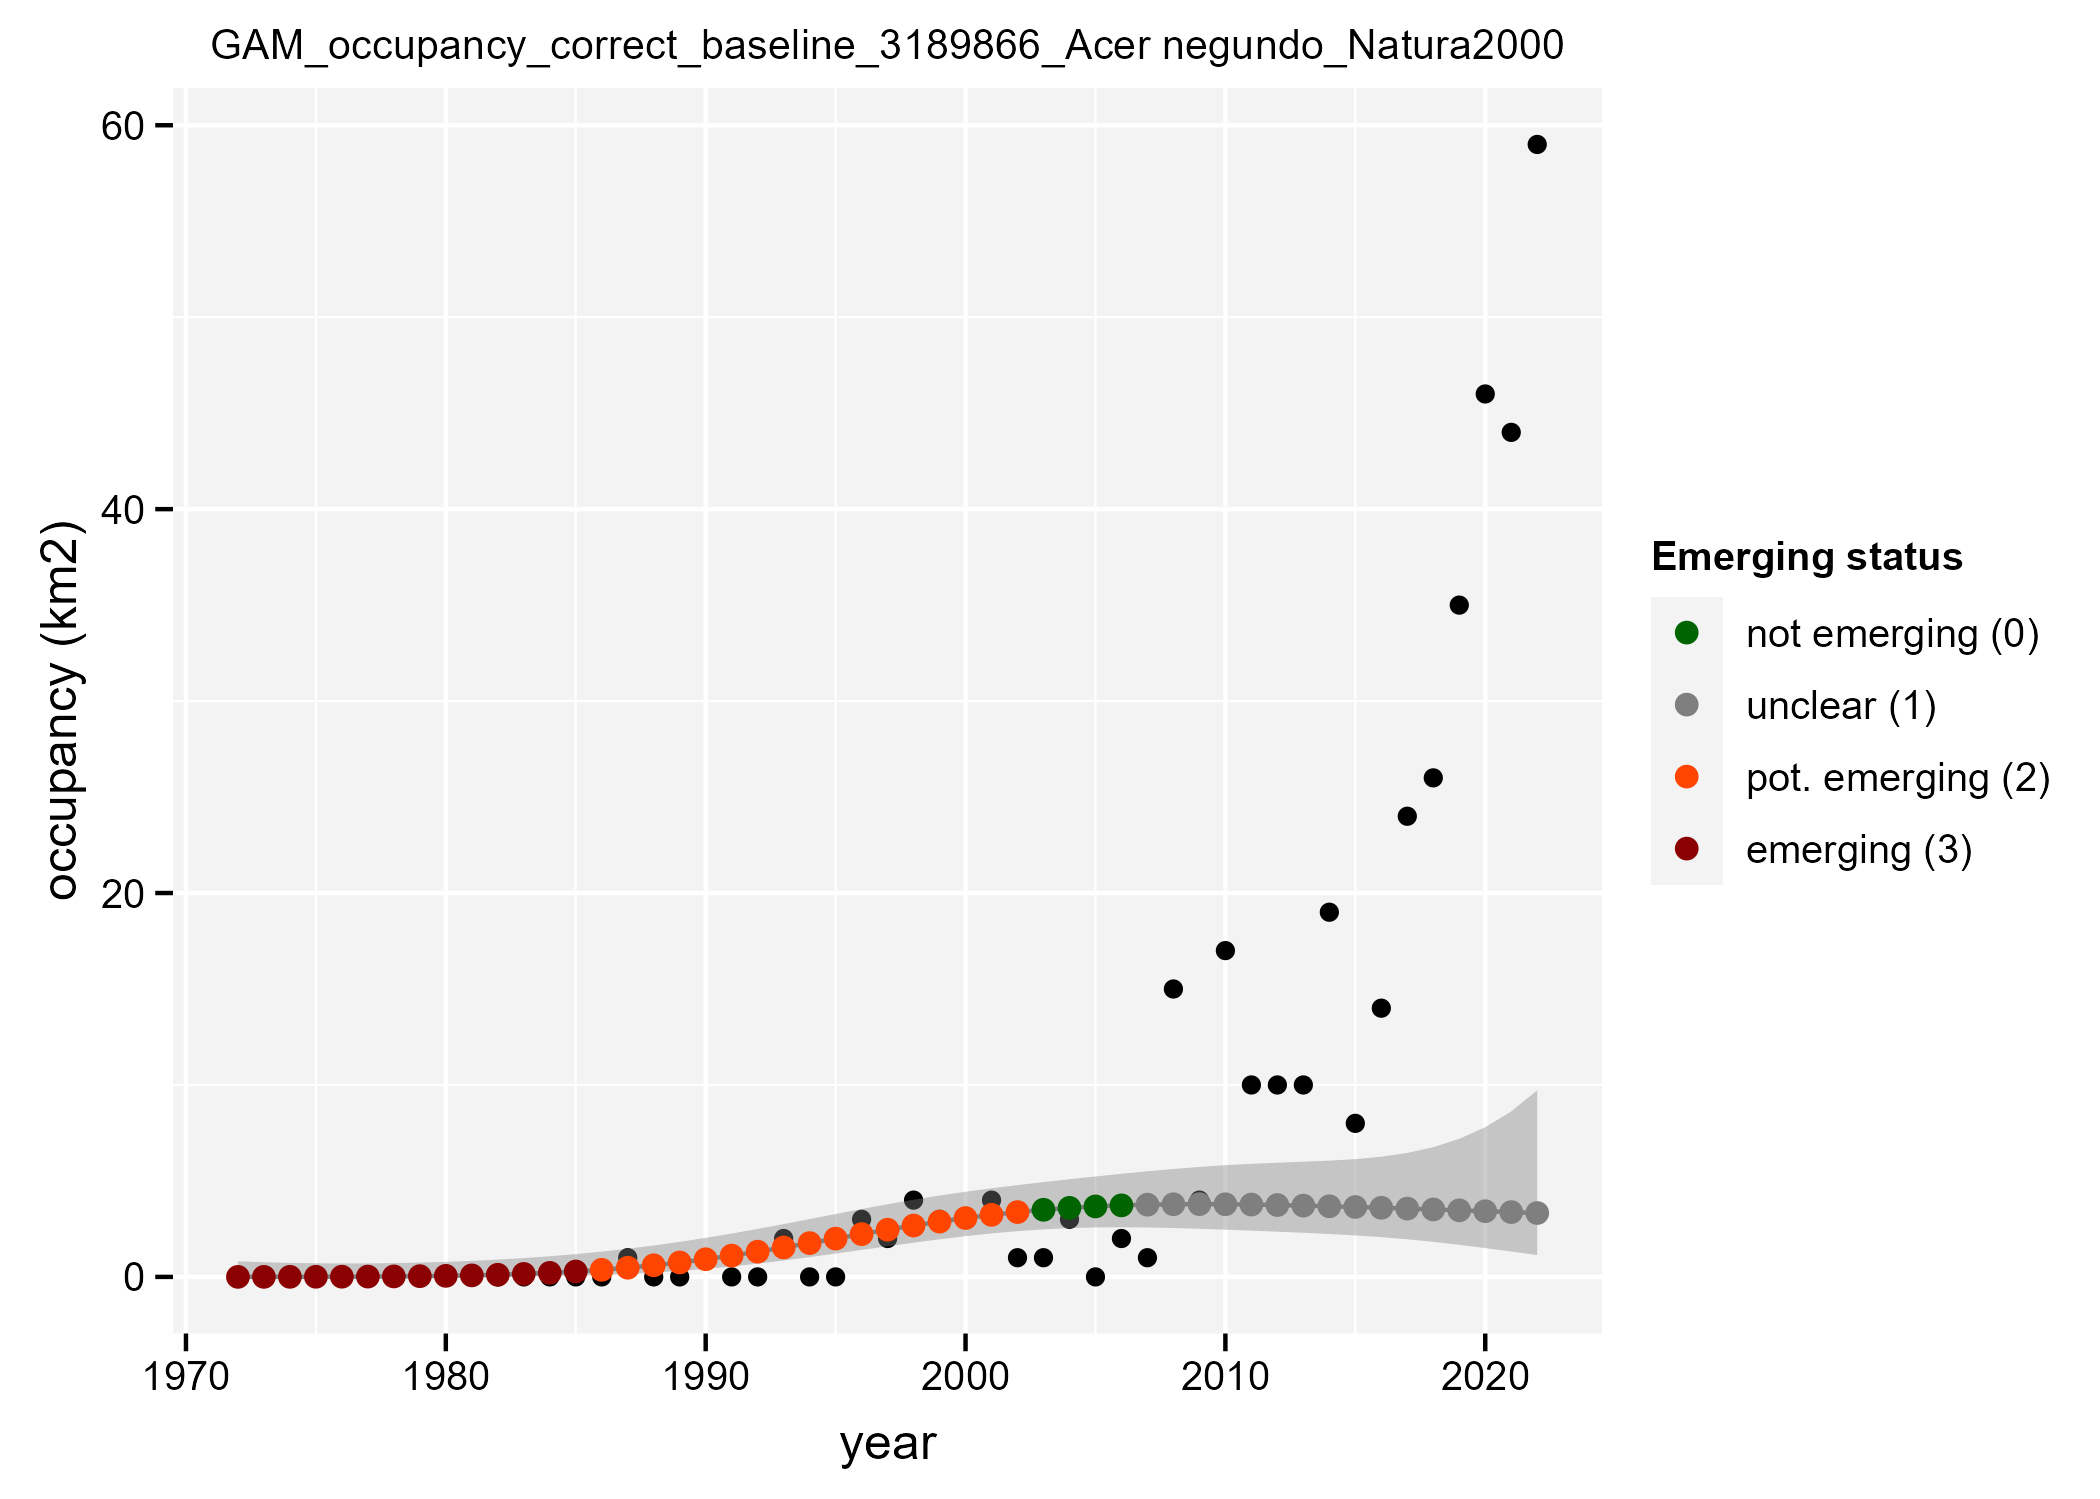 GAM_occupancy_correct_baseline_3189866_Acer negundo_Natura2000
60
40
20
0
occupancy (km2)
1970 1980 1990 2000 2010 2020
year
Emerging status
not emerging (0)
unclear (1)
pot. emerging (2)
emerging (3)